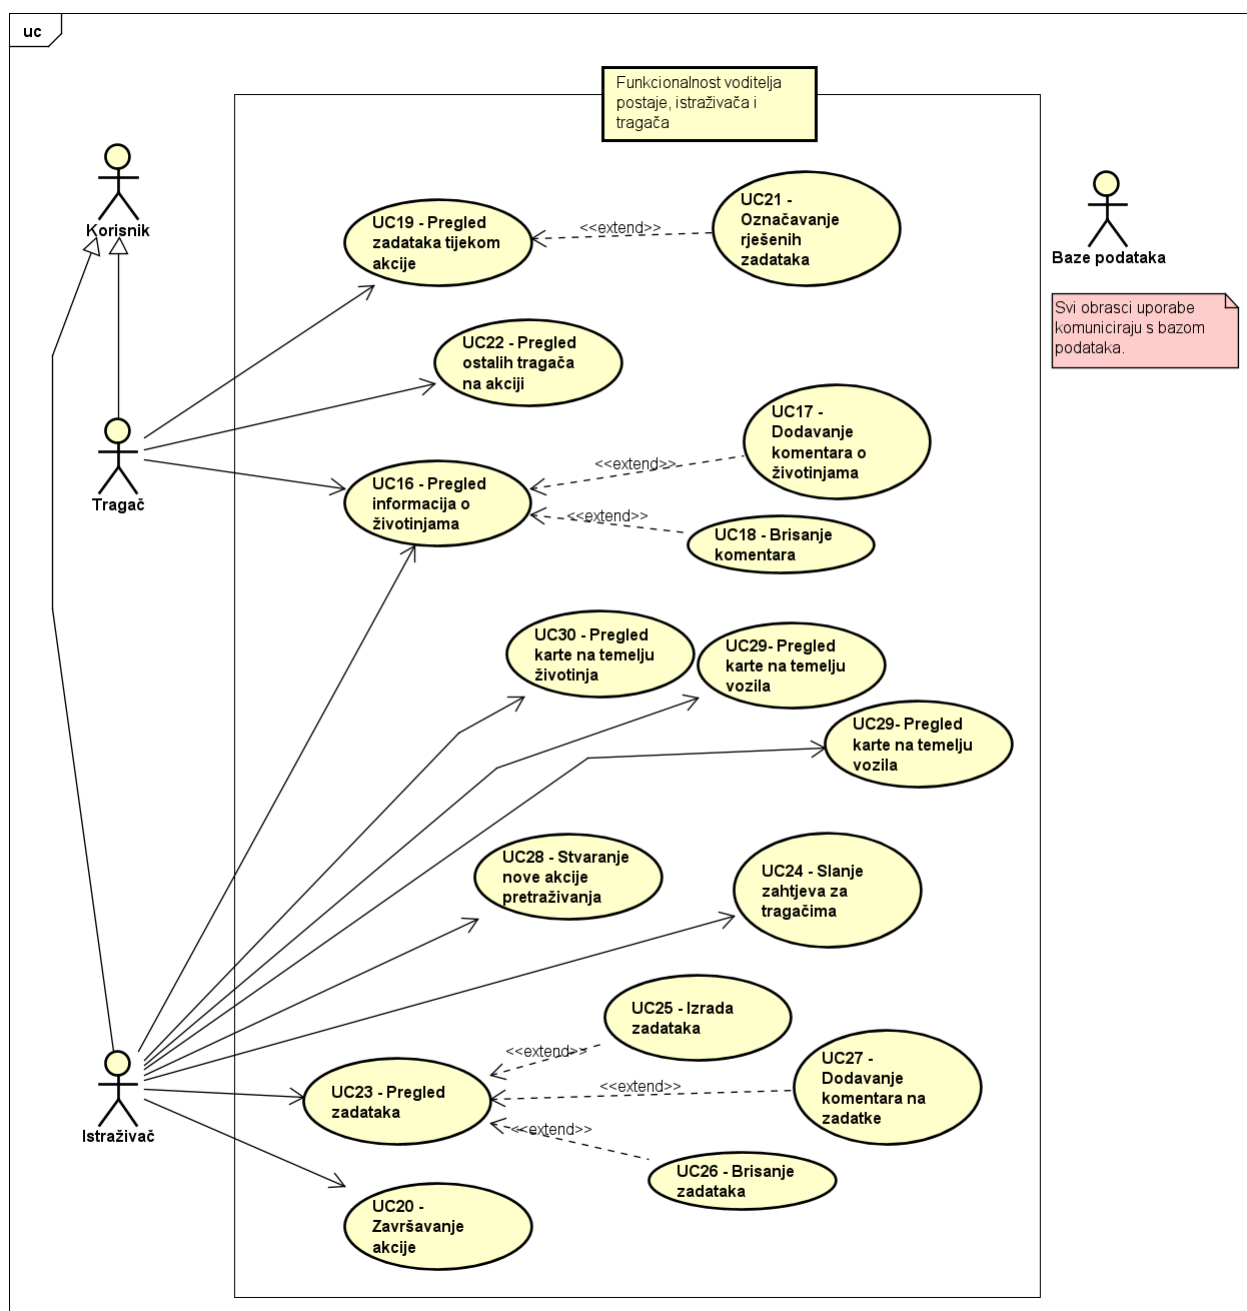 uc
Funkcionalnost voditelja
postaje, istraživača i
tragača
Korisnik
UC19 - Pregled
zadataka tijekom
akcije
<<extend>>
UC21 -
Označavanje
rješenih
zadataka
Baze podataka
Svi obrasci uporabe
komuniciraju s bazom
podataka.
UC22 - Pregled
ostalih tragača
na akciji
Tragač
UC16 - Pregled
informacija o
životinjama
<<extend>>
UC17 -
Dodavanje
komentara o
životinjama
<<extend>>
UC18 - Brisanje
komentara
UC30 - Pregled
karte na temelju
životinja
UC29- Pregled
karte na temelju
vozila
UC29- Pregled
karte na temelju
vozila
UC28 - Stvaranje
nove akcije
pretraživanja
UC24 - Slanje
zahtjeva za
tragačima
Istraživač
UC23 - Pregled
zadataka
<<extend>>
UC25 - Izrada
zadataka
<<extend>>
UC27 -
Dodavanje
komentara na
zadatke
<<extend>>
UC26 - Brisanje
zadataka
UC20 -
Završavanje
akcije